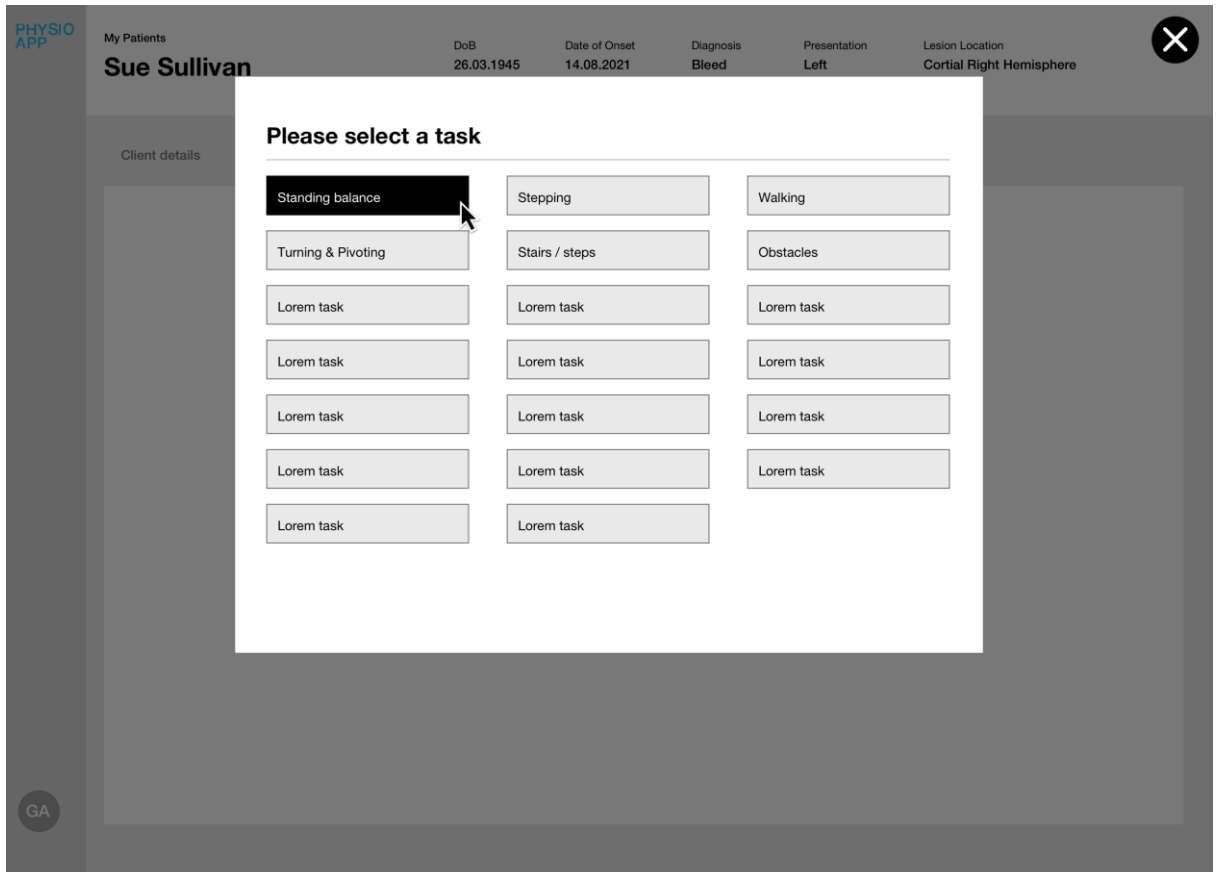 PHYSIO
APP
My Patients
Sue Sullivan
DoB
26.03.1945
Date of Onset
14.08.2021
Diagnosis
Bleed
Presentation
Left
Lesion Location
Cortial Right Hemisphere
Client details
Please select a task
Standing balance
Stepping
Walking
Turning & Pivoting
Stairs / steps
Obstacles
Lorem task
Lorem task
Lorem task
Lorem task
Lorem task
Lorem task
Lorem task
Lorem task
Lorem task
Lorem task
Lorem task
Lorem task
Lorem task
Lorem task
GA